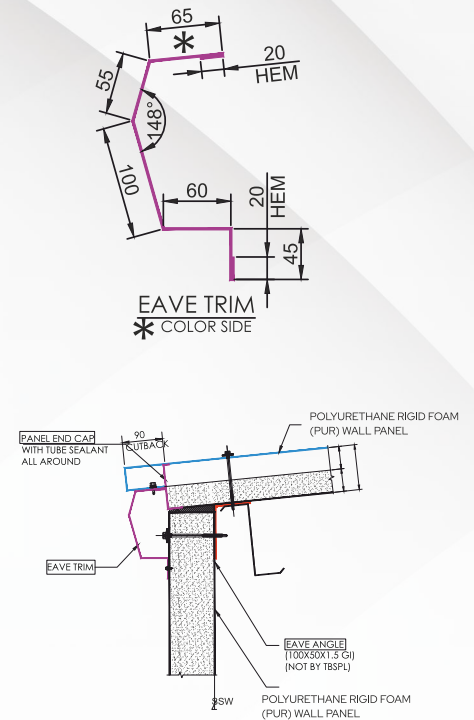 65
*
20
HEM
55
148°
100
60
20
HEM
45
EAVE TRIM
* COLOR SIDE
90
CUTBACK
PANEL END CAP
WITH TUBE SEALANT
ALL AROUND
POLYURETHANE RIGID FOAM
(PUR) WALL PANEL
EAVE TRIM
EAVE ANGLE
(100X50X1.5 GI)
(NOT BY TBSPL)
SSW
POLYURETHANE RIGID FOAM
(PUR) WALL PANEL